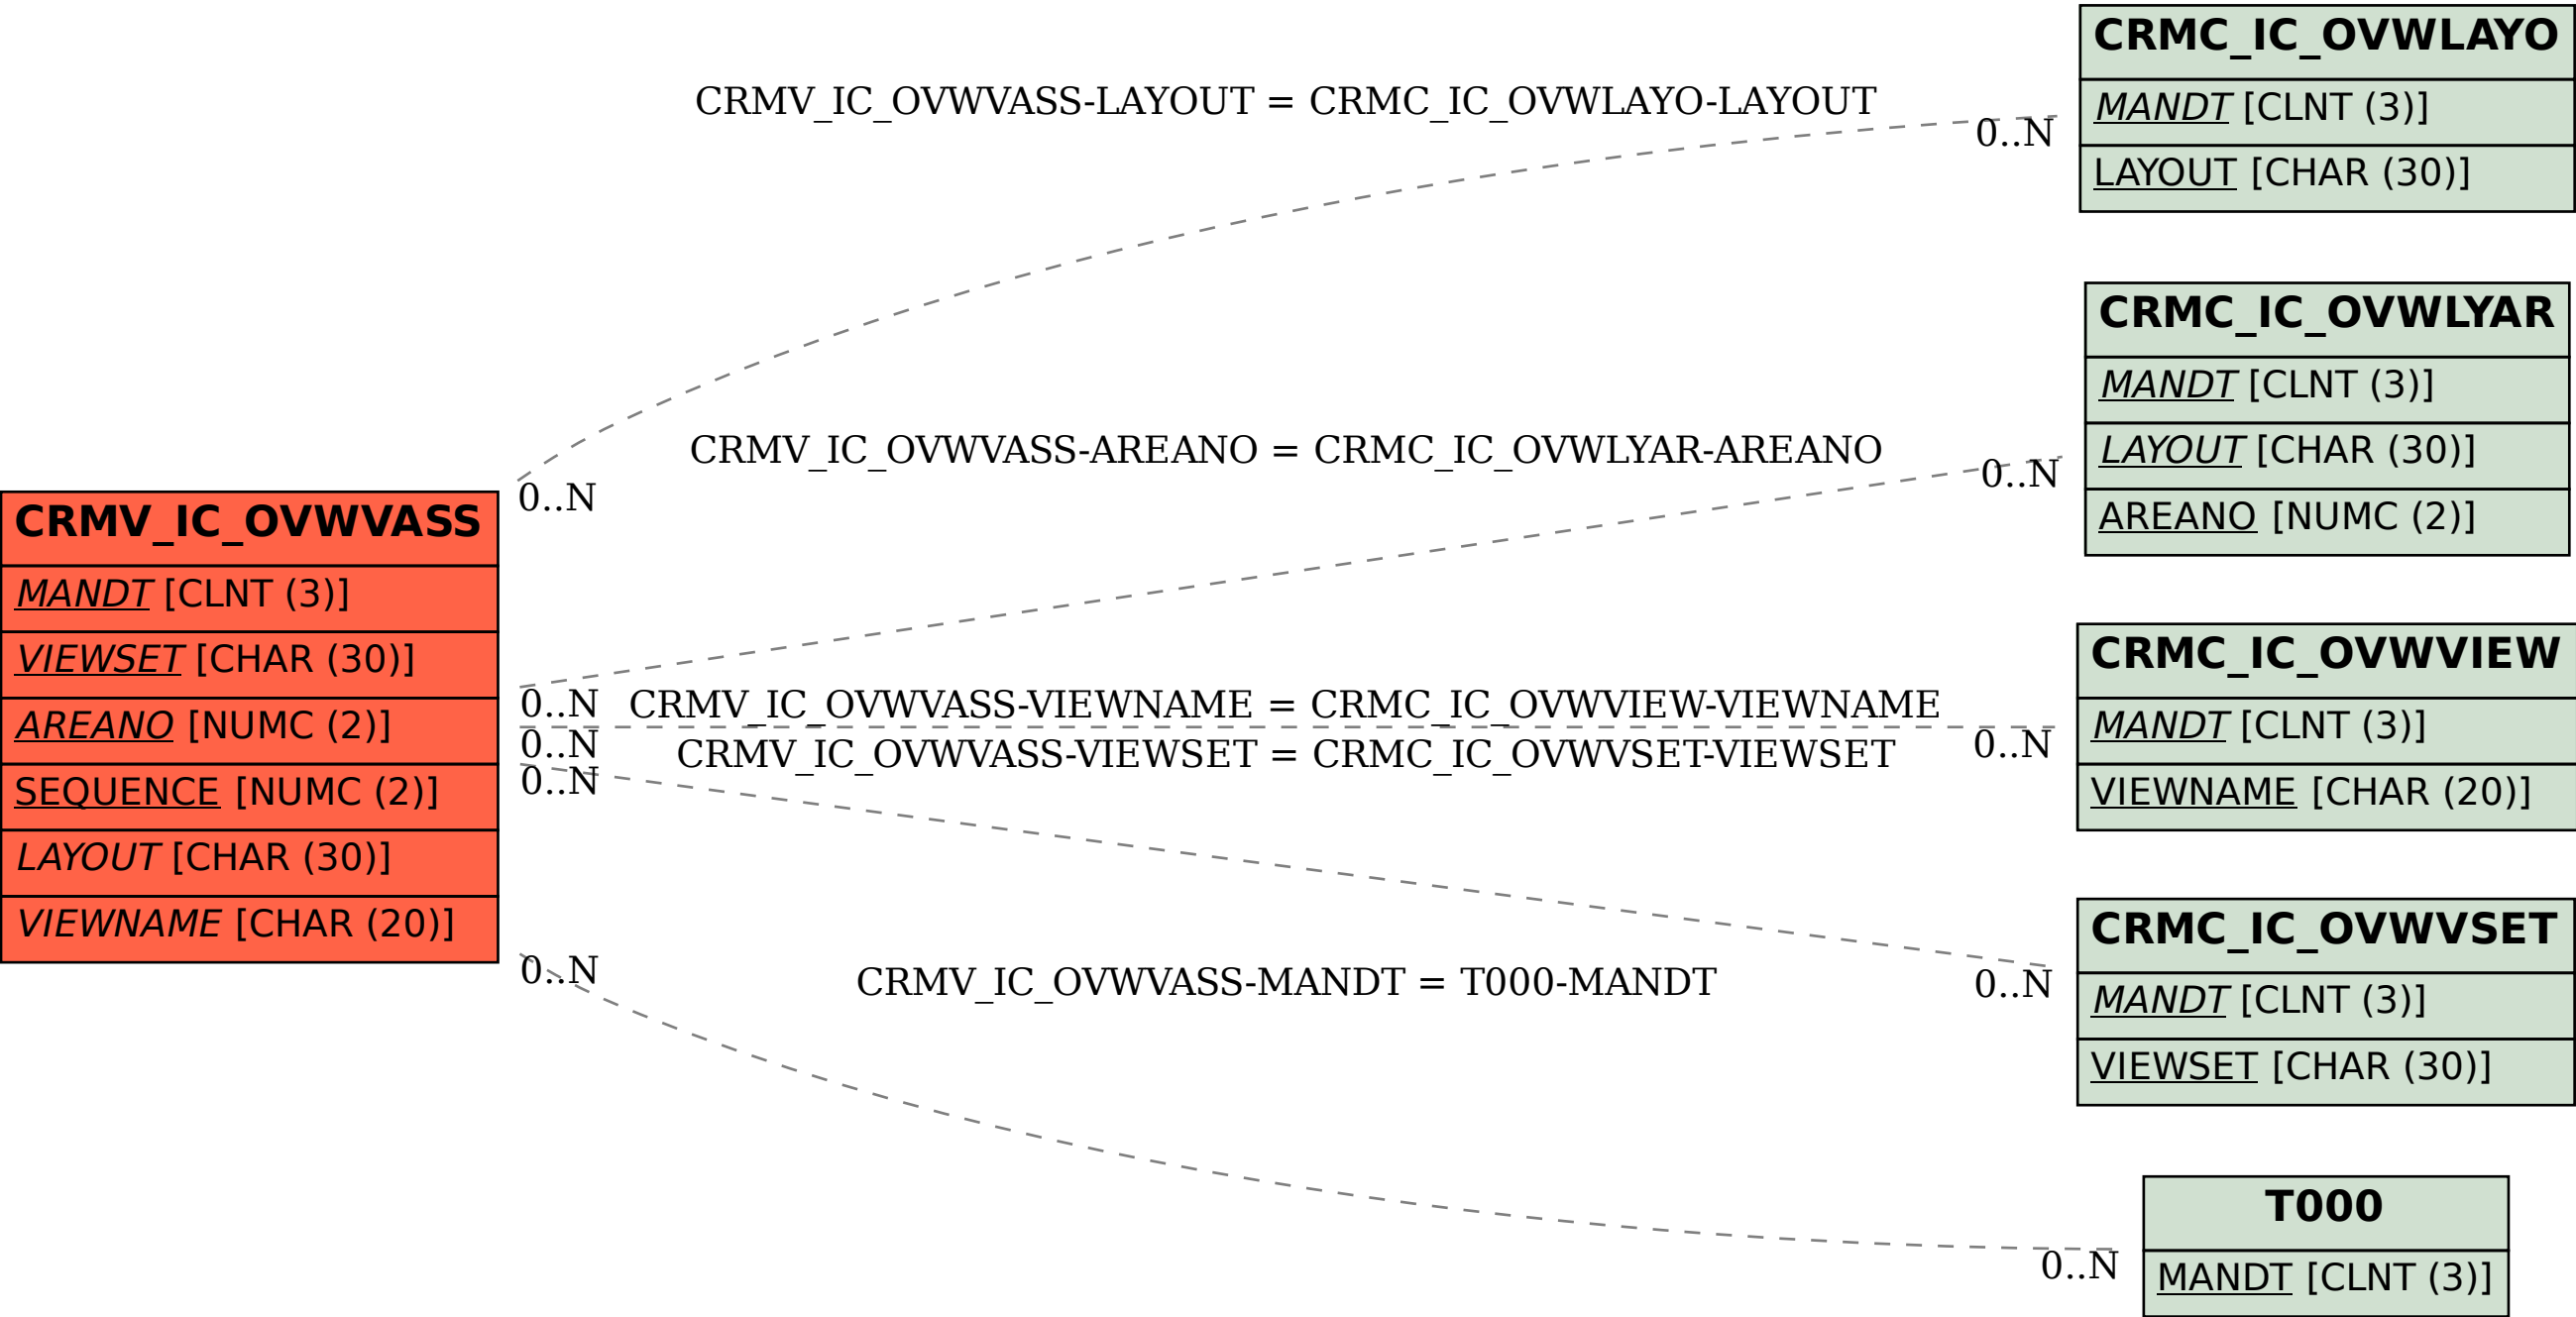 CRMC_IC_OVWLAYO
MANDT [CLNT (3)]
LAYOUT [CHAR (30)]
CRMV_IC_OVWVASS-LAYOUT = CRMC_IC_OVWLAYO-LAYOUT
0..N
0..N
CRMC_IC_OVWLYAR
MANDT [CLNT (3)]
LAYOUT [CHAR (30)]
AREANO [NUMC (2)]
CRMV_IC_OVWVASS-AREANO = CRMC_IC_OVWLYAR-AREANO
0..N
0..N
CRMV_IC_OVWVASS
MANDT [CLNT (3)]
VIEWSET [CHAR (30)]
AREANO [NUMC (2)]
SEQUENCE [NUMC (2)]
LAYOUT [CHAR (30)]
VIEWNAME [CHAR (20)]
CRMV_IC_OVWVASS-VIEWNAME = CRMC_IC_OVWVIEW-VIEWNAME
0..N
0..N
CRMC_IC_OVWVIEW
MANDT [CLNT (3)]
VIEWNAME [CHAR (20)]
CRMV_IC_OVWVASS-VIEWSET = CRMC_IC_OVWVSET-VIEWSET
0..N
0..N
CRMC_IC_OVWVSET
MANDT [CLNT (3)]
VIEWSET [CHAR (30)]
CRMV_IC_OVWVASS-MANDT = T000-MANDT
0..N
0..N
T000
MANDT [CLNT (3)]